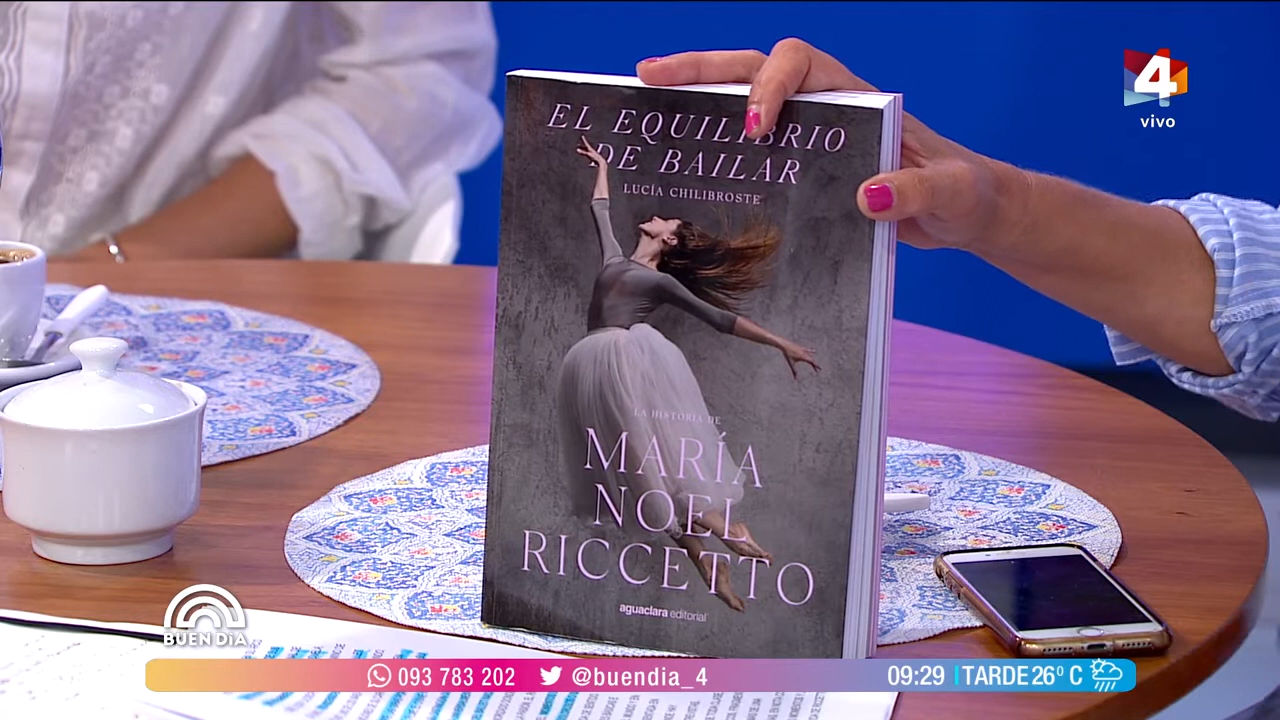 4
vivo
EL EQUILIBRIO
DE BAILAR
LUCÍA CHILIBROSTE
LA HISTORIA DE
MARÍA
NOEL
RICCETTO
aguaclara editorial
BUEN DÍA
093 783 202 @buendia_4 09:29 TARDE 26º C